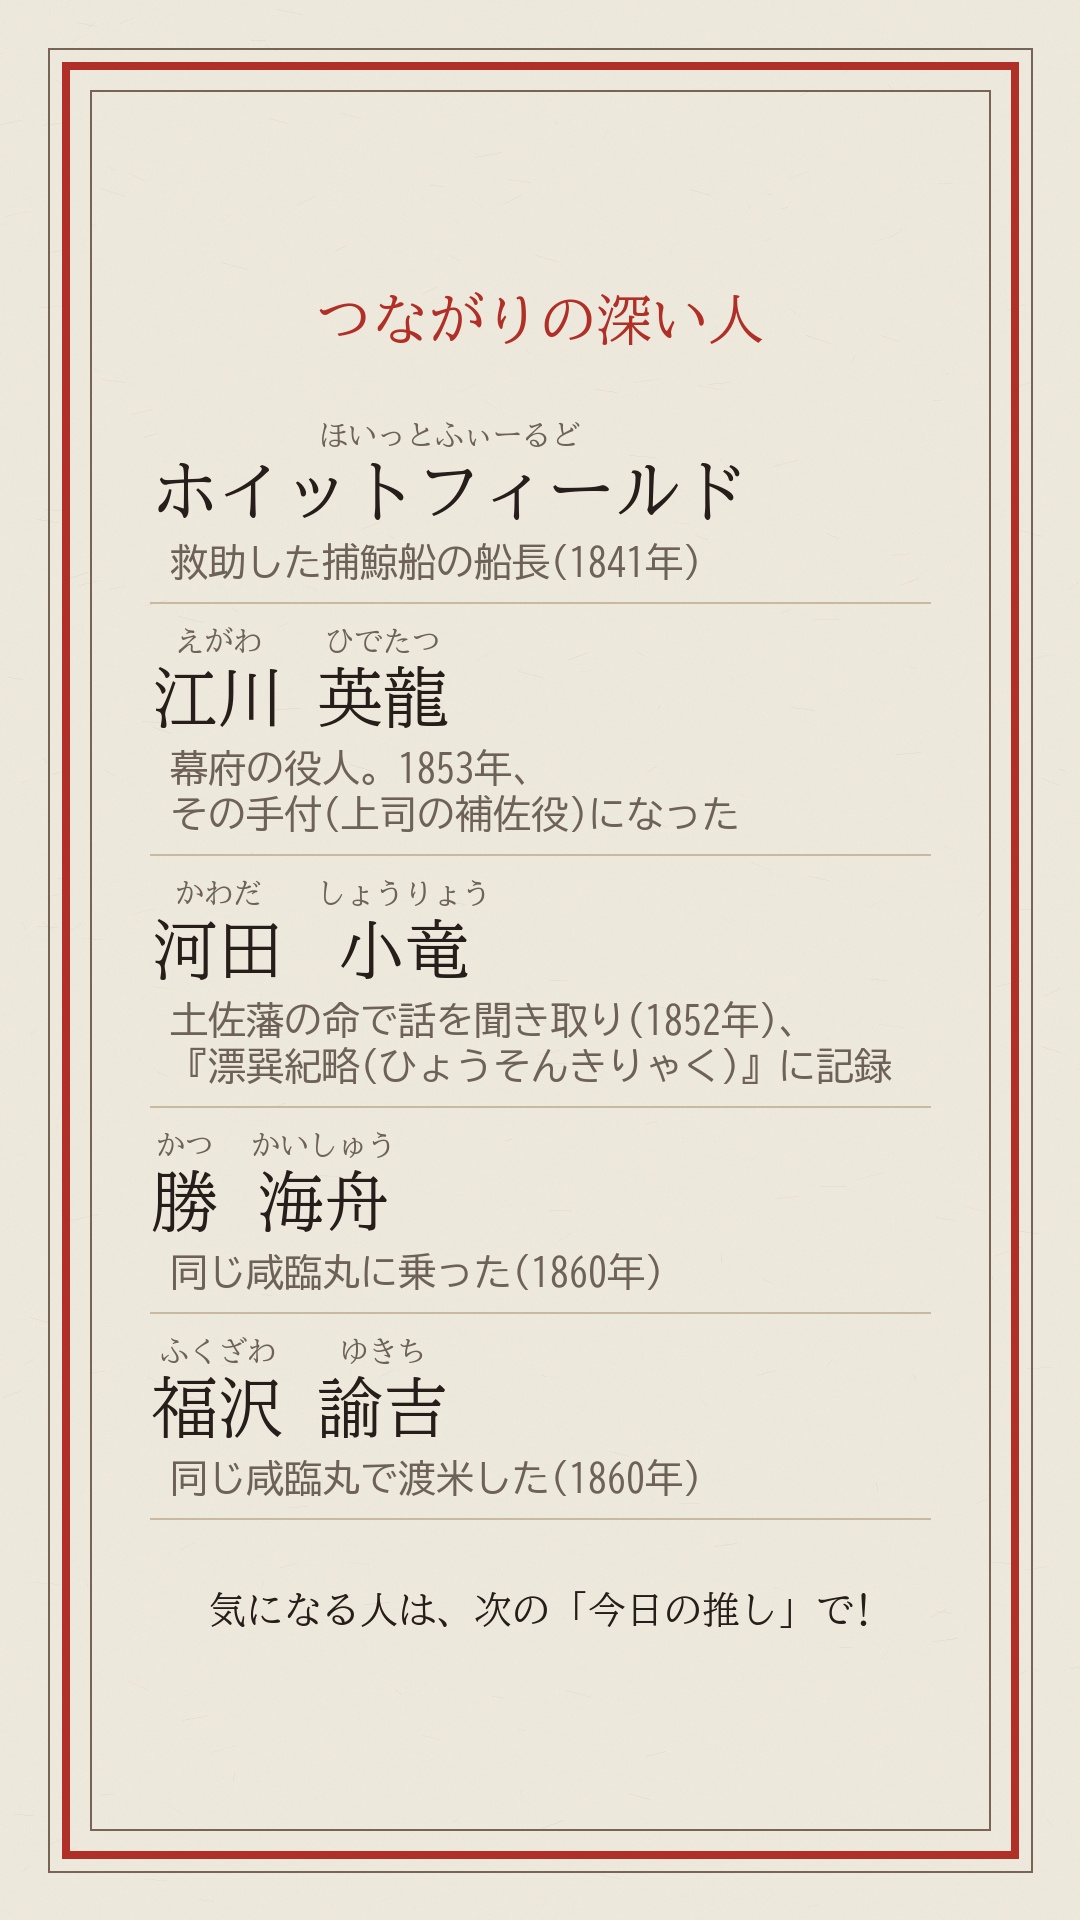 つながりの深い人
ほいっとふぃーるど
ホイットフィールド
救助した捕鯨船の船長(1841年)
えがわ ひでたつ
江川 英龍
幕府の役人。1853年、
その手付(上司の補佐役)になった
かわだ しょうりょう
河田 小竜
土佐藩の命で話を聞き取り(1852年)、
『漂巽紀略(ひょうそんきりゃく)』に記録
かつ かいしゅう
勝 海舟
同じ咸臨丸に乗った(1860年)
ふくざわ ゆきち
福沢 諭吉
同じ咸臨丸で渡米した(1860年)
気になる人は、次の「今日の推し」で!